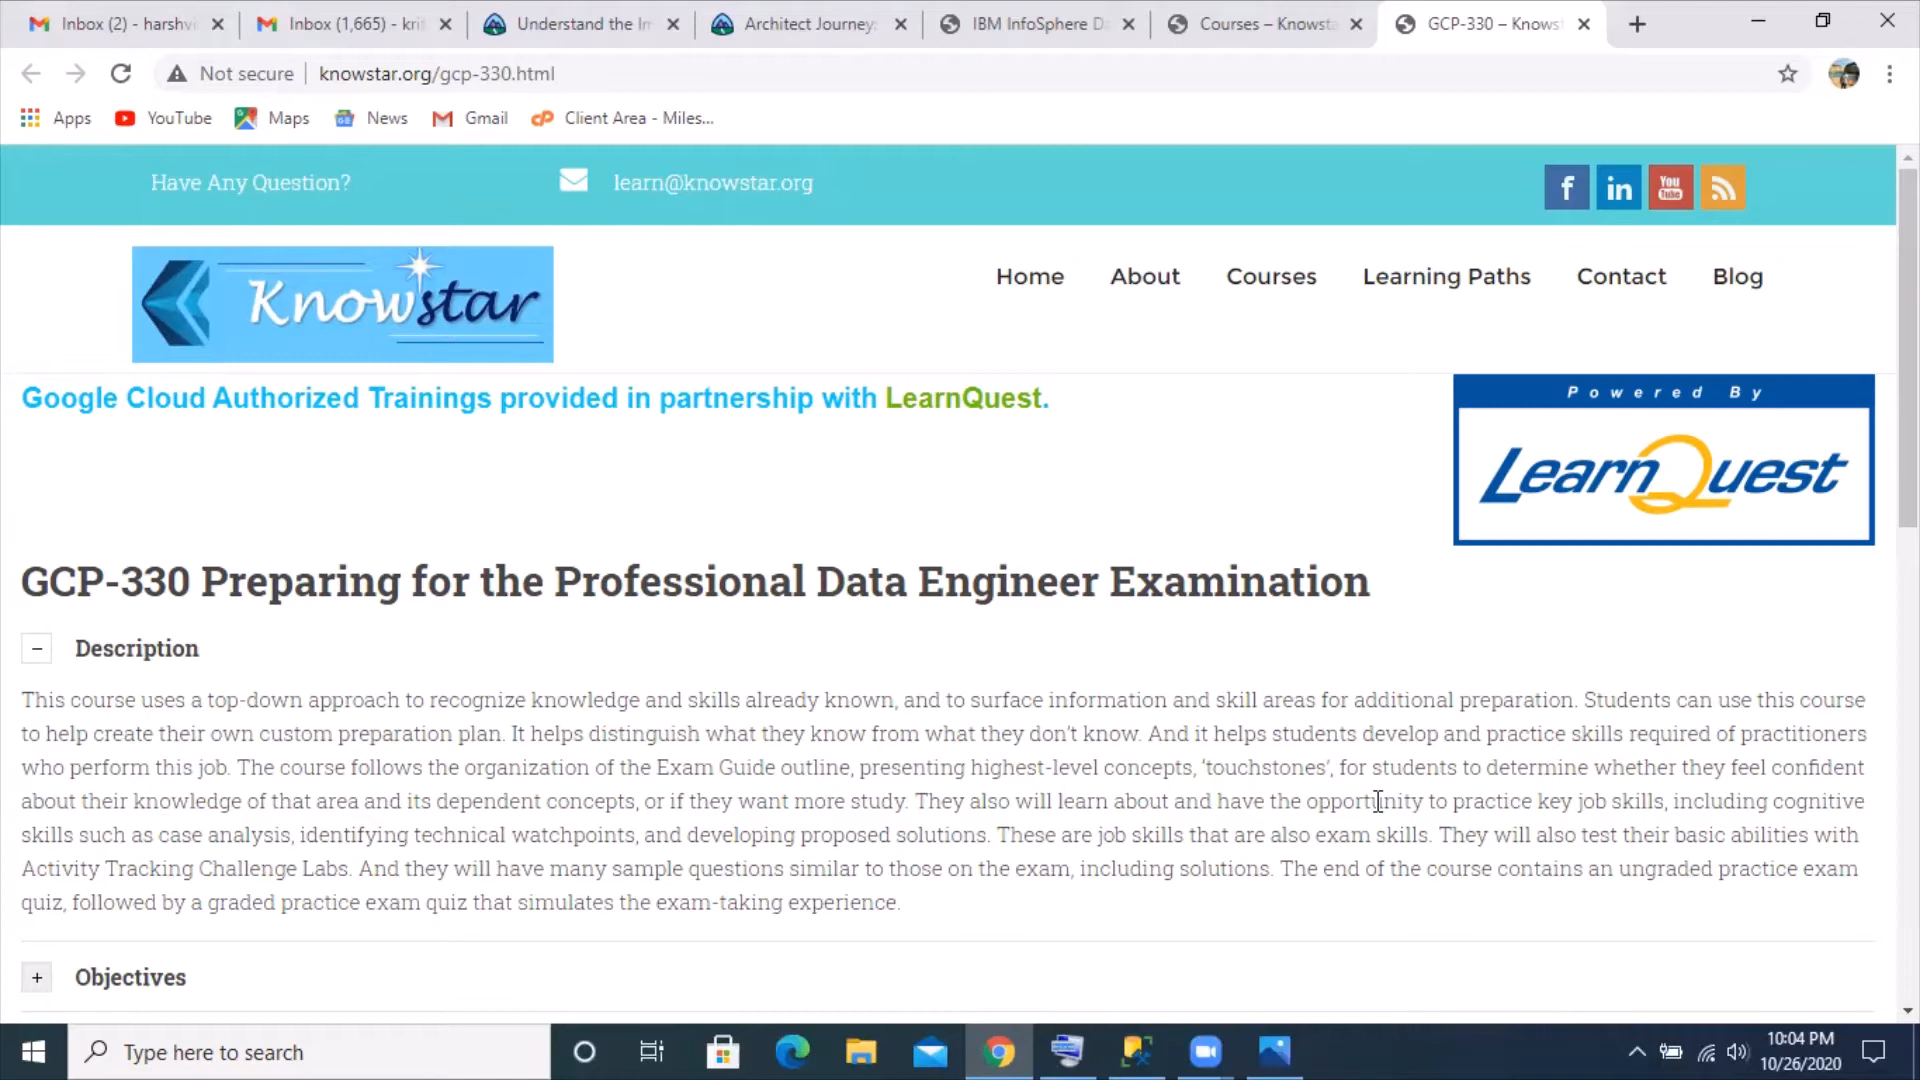 Inbox (2) - harshvi
Inbox (1,665) - krit
Understand the Im
Architect Journey:
IBM InfoSphere Da
Courses – Knowsta
GCP-330 – Knowst
Not secure
knowstar.org/gcp-330.html
Apps
YouTube
Maps
News
Gmail
Client Area - Miles...
Have Any Question?
learn@knowstar.org
f
in
You
Tube
Knowstar
Home
About
Courses
Learning Paths
Contact
Blog
Google Cloud Authorized Trainings provided in partnership with LearnQuest.
Powered By
LearnQuest
GCP-330 Preparing for the Professional Data Engineer Examination
Description
This course uses a top-down approach to recognize knowledge and skills already known, and to surface information and skill areas for additional preparation. Students can use this course
to help create their own custom preparation plan. It helps distinguish what they know from what they don't know. And it helps students develop and practice skills required of practitioners
who perform this job. The course follows the organization of the Exam Guide outline, presenting highest-level concepts, 'touchstones', for students to determine whether they feel confident
about their knowledge of that area and its dependent concepts, or if they want more study. They also will learn about and have the opportunity to practice key job skills, including cognitive
skills such as case analysis, identifying technical watchpoints, and developing proposed solutions. These are job skills that are also exam skills. They will also test their basic abilities with
Activity Tracking Challenge Labs. And they will have many sample questions similar to those on the exam, including solutions. The end of the course contains an ungraded practice exam
quiz, followed by a graded practice exam quiz that simulates the exam-taking experience.
Objectives
Type here to search
10:04 PM
10/26/2020